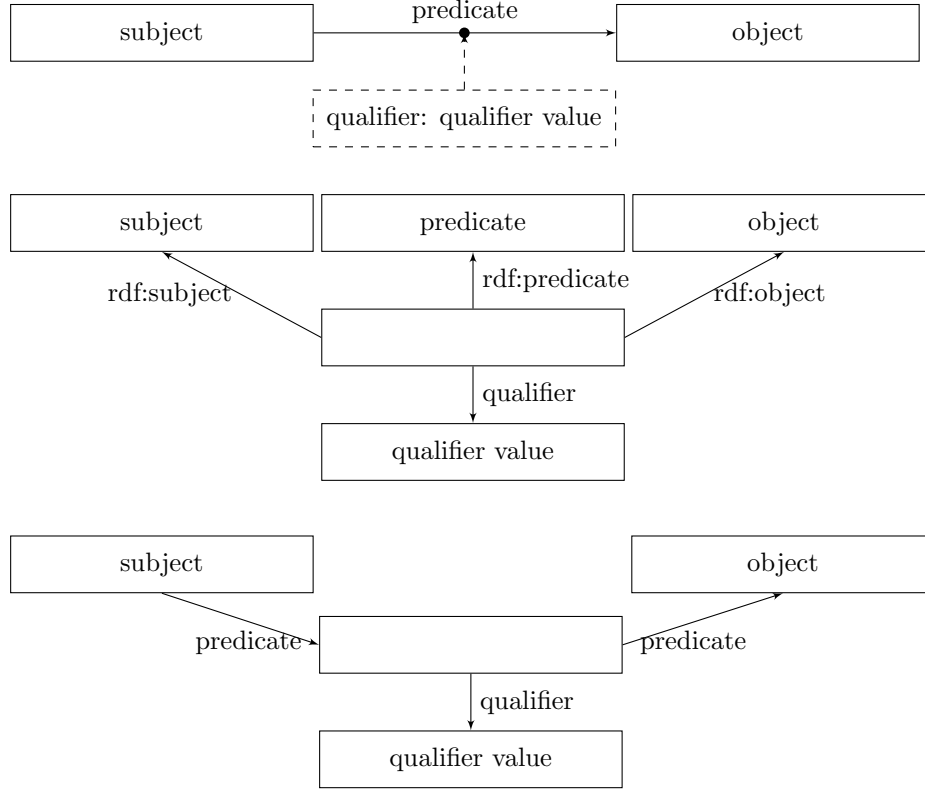 predicate
subject
object
qualifier: qualifier value
subject
predicate
object
rdf:subject
rdf:predicate
rdf:object
qualifier
qualifier value
subject
object
predicate
predicate
qualifier
qualifier value